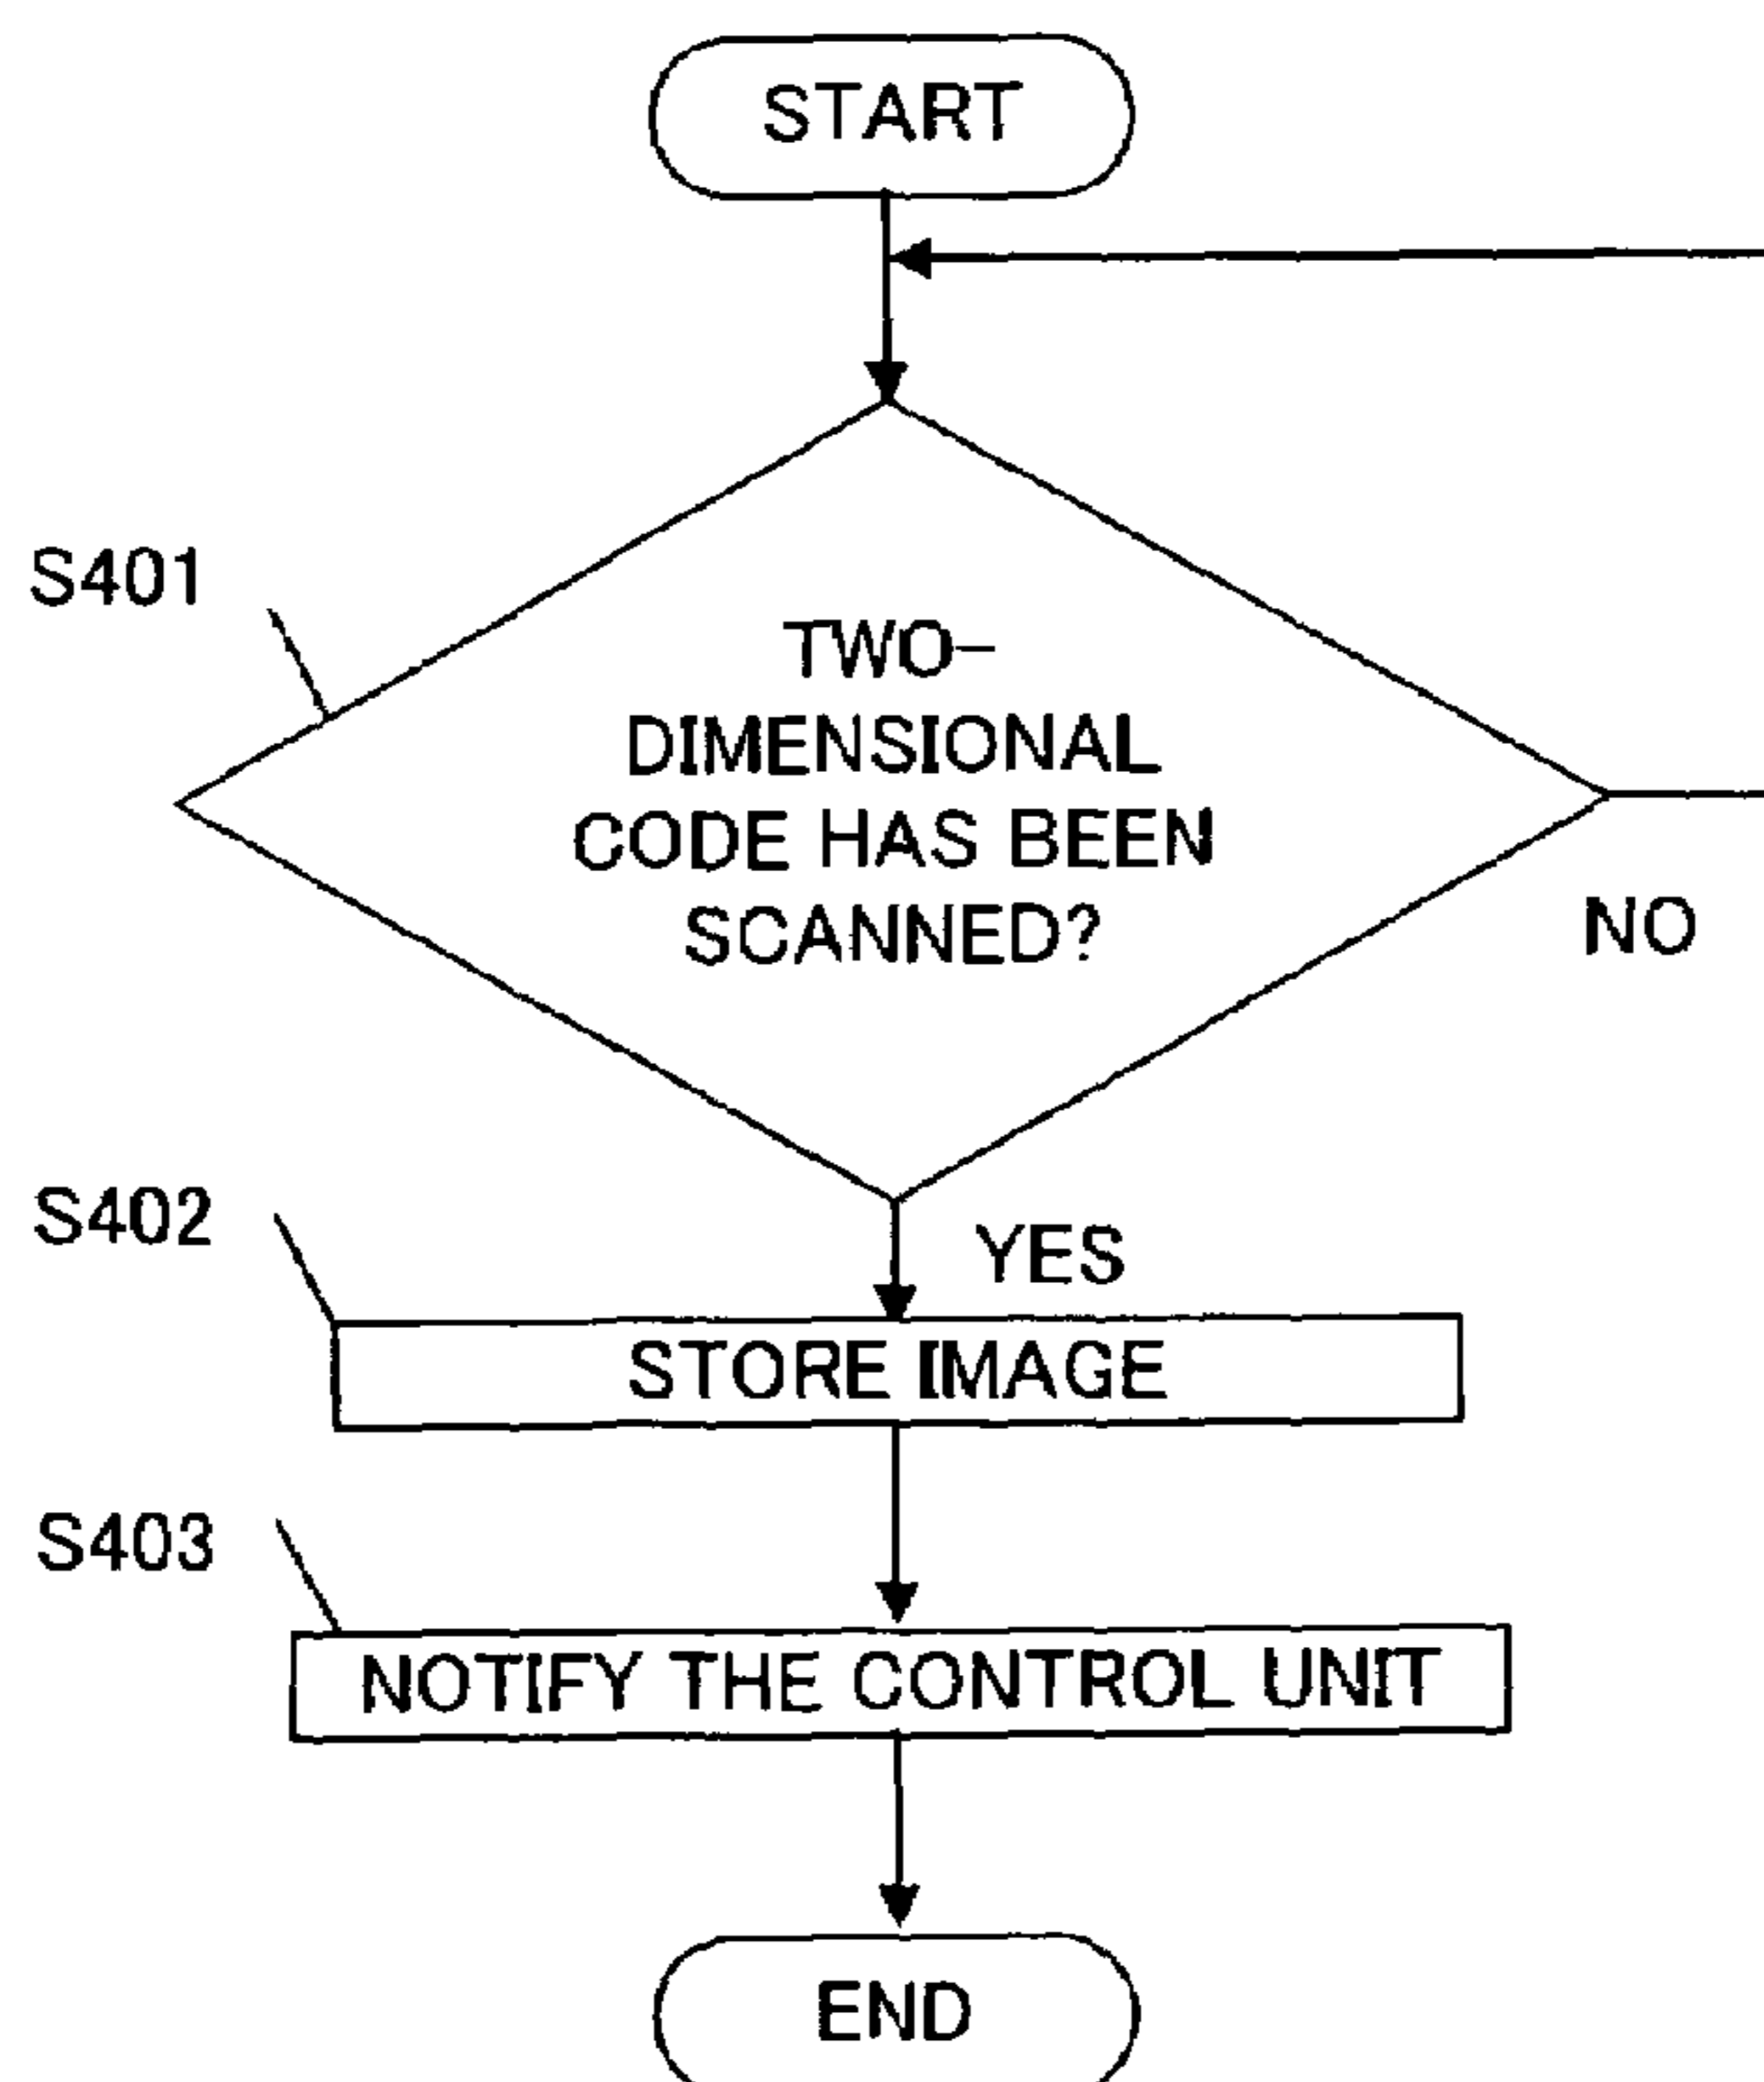 START
S401
TWO-
DIMENSIONAL
CODE HAS BEEN
SCANNED?
NO
S402
YES
STORE IMAGE
S403
NOTIFY THE CONTROL UNIT
END